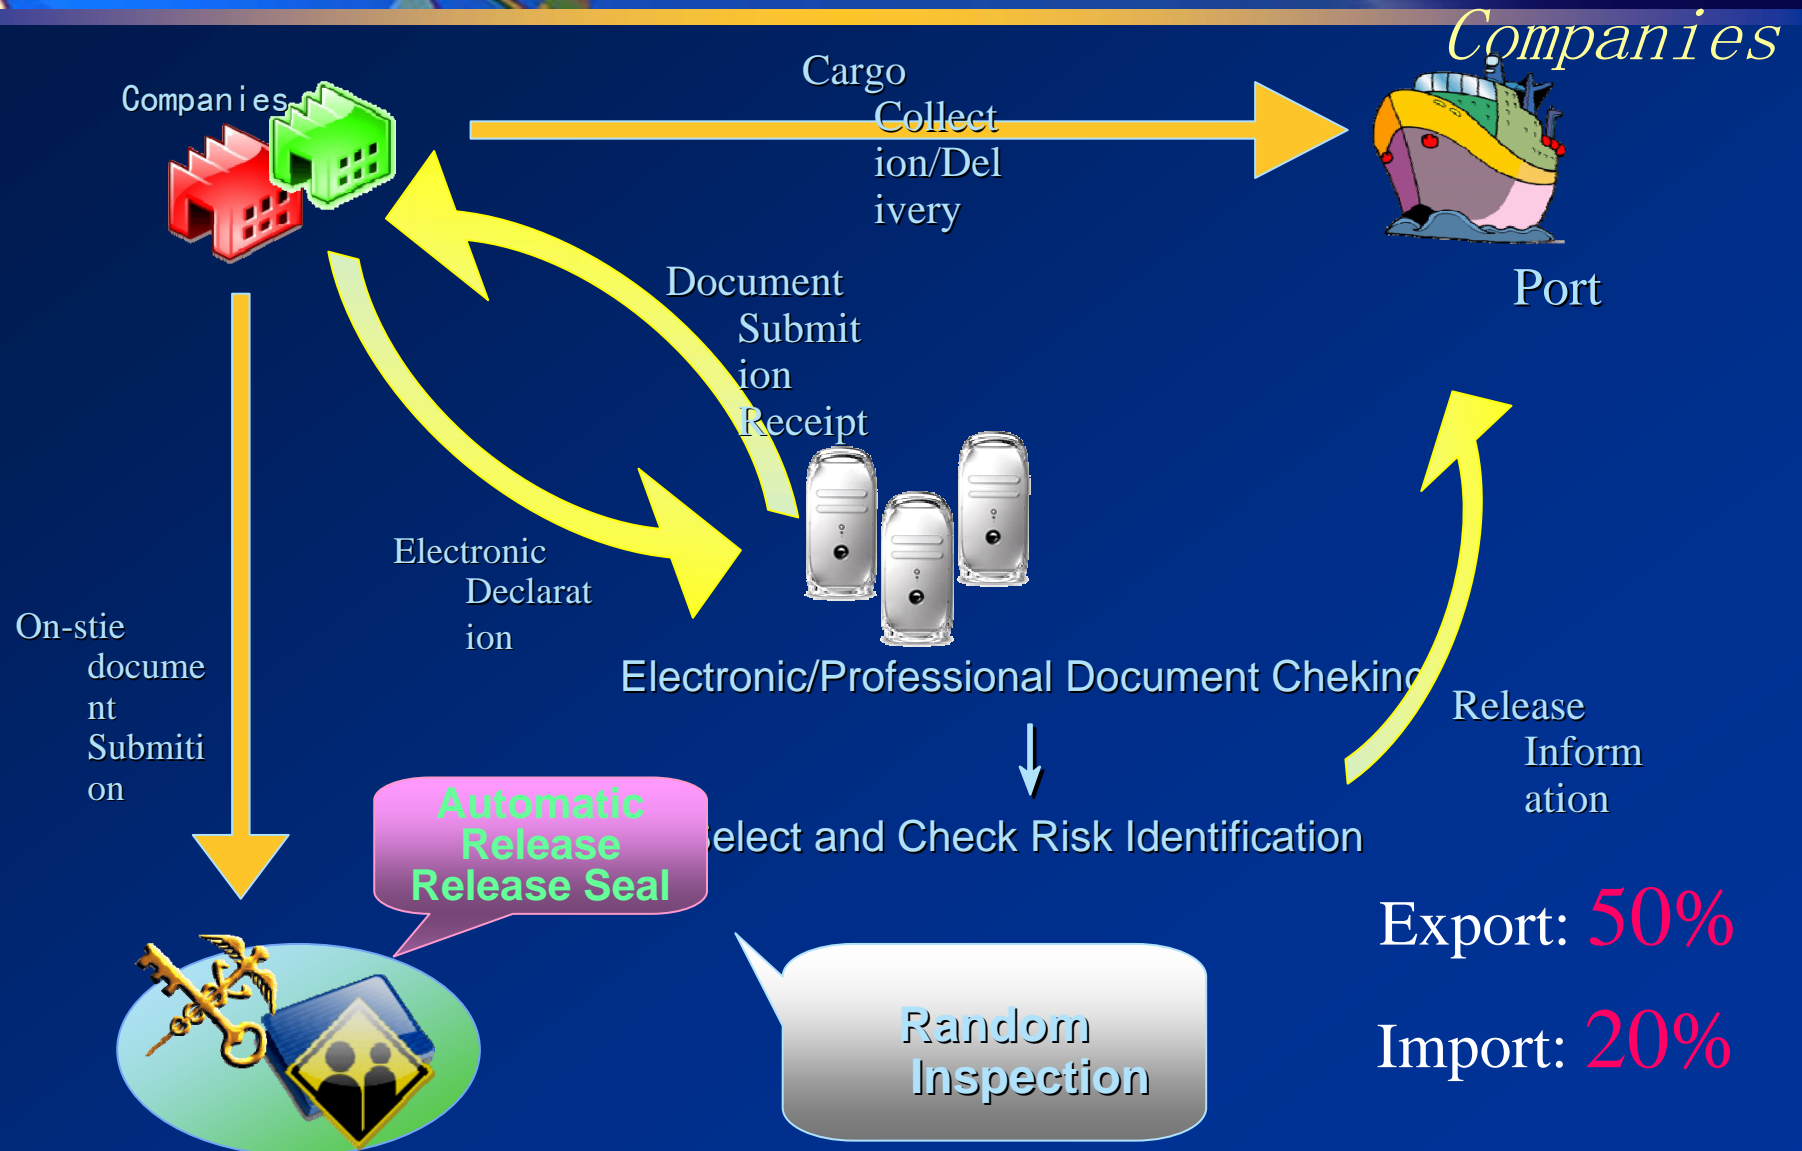 Companies
Companies
Cargo
Collect
ion/Del
ivery
Port
Document
Submit
ion
Receipt
Electronic
Declarat
ion
On-stie
docume
nt
Submiti
on
Electronic/Professional Document Cheking
Release
Inform
ation
Select and Check Risk Identification
Automatic
Release
Release Seal
Export: 50%
Import: 20%
Random
Inspection